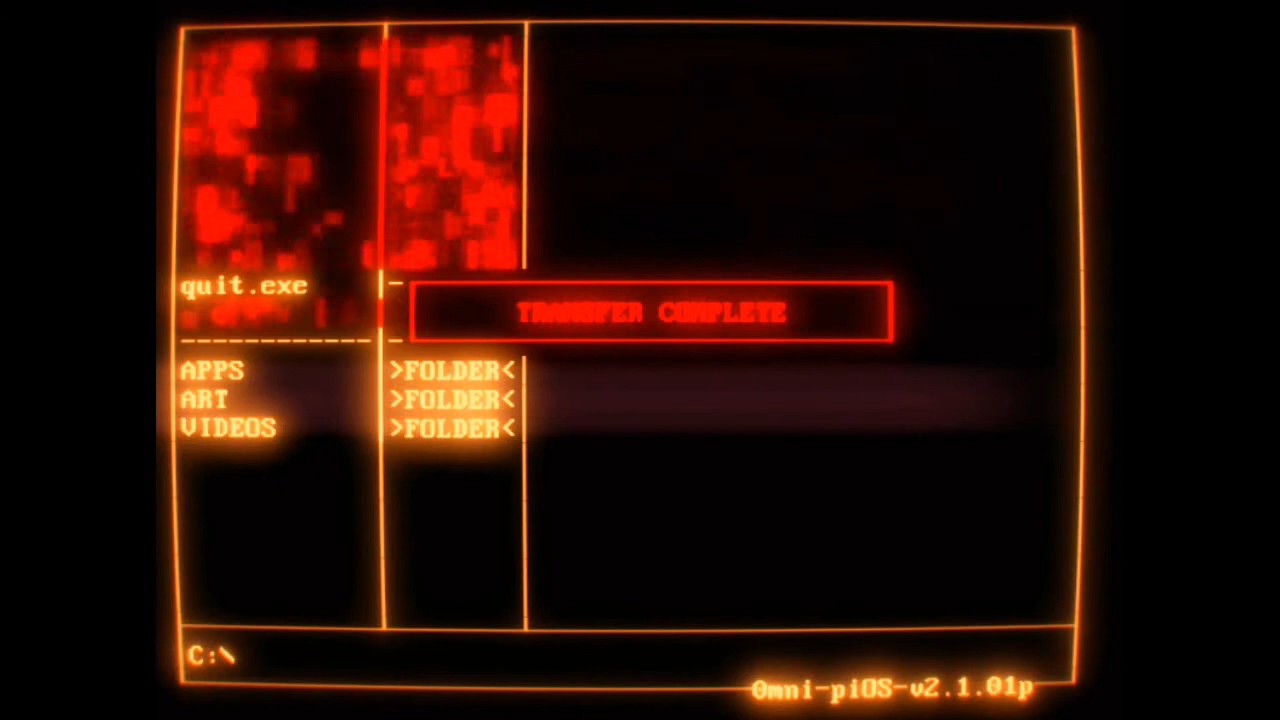 quit.exe
TRANSFER COMPLETE
APPS >FOLDER<
ART >FOLDER<
VIDEOS >FOLDER<
C:\
Omni-piOS-v2.1.01p